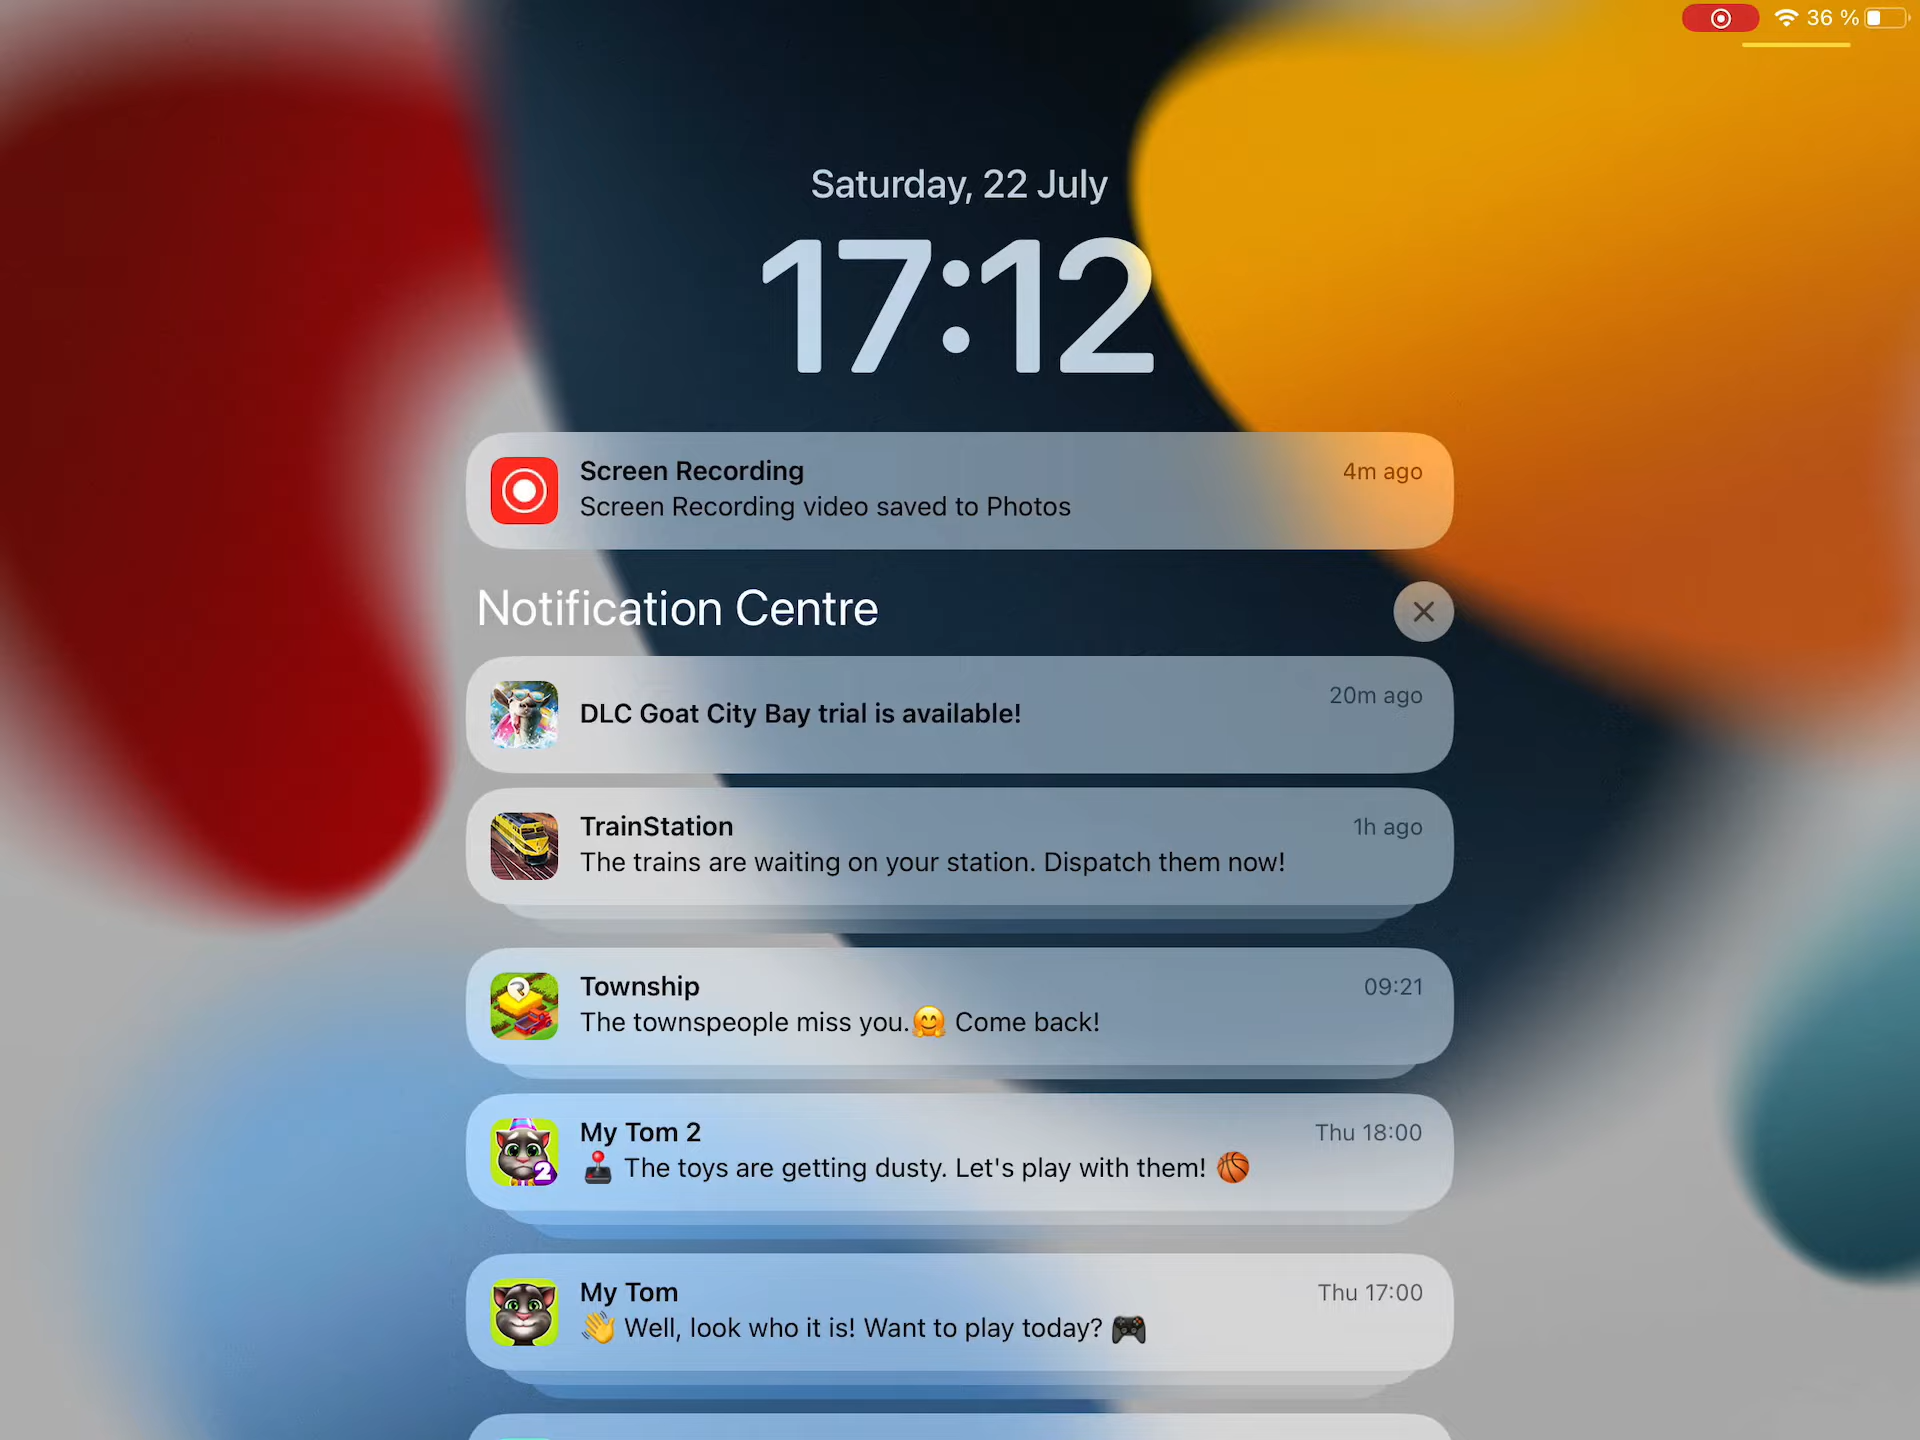 36 %
Saturday, 22 July
17:12
Screen Recording
4m ago
Screen Recording video saved to Photos
Notification Centre
DLC Goat City Bay trial is available!
20m ago
TrainStation
1h ago
The trains are waiting on your station. Dispatch them now!
Township
09:21
The townspeople miss you.🤗 Come back!
My Tom 2
Thu 18:00
🕹️ The toys are getting dusty. Let's play with them! 🏀
2
My Tom
Thu 17:00
👋 Well, look who it is! Want to play today? 🎮